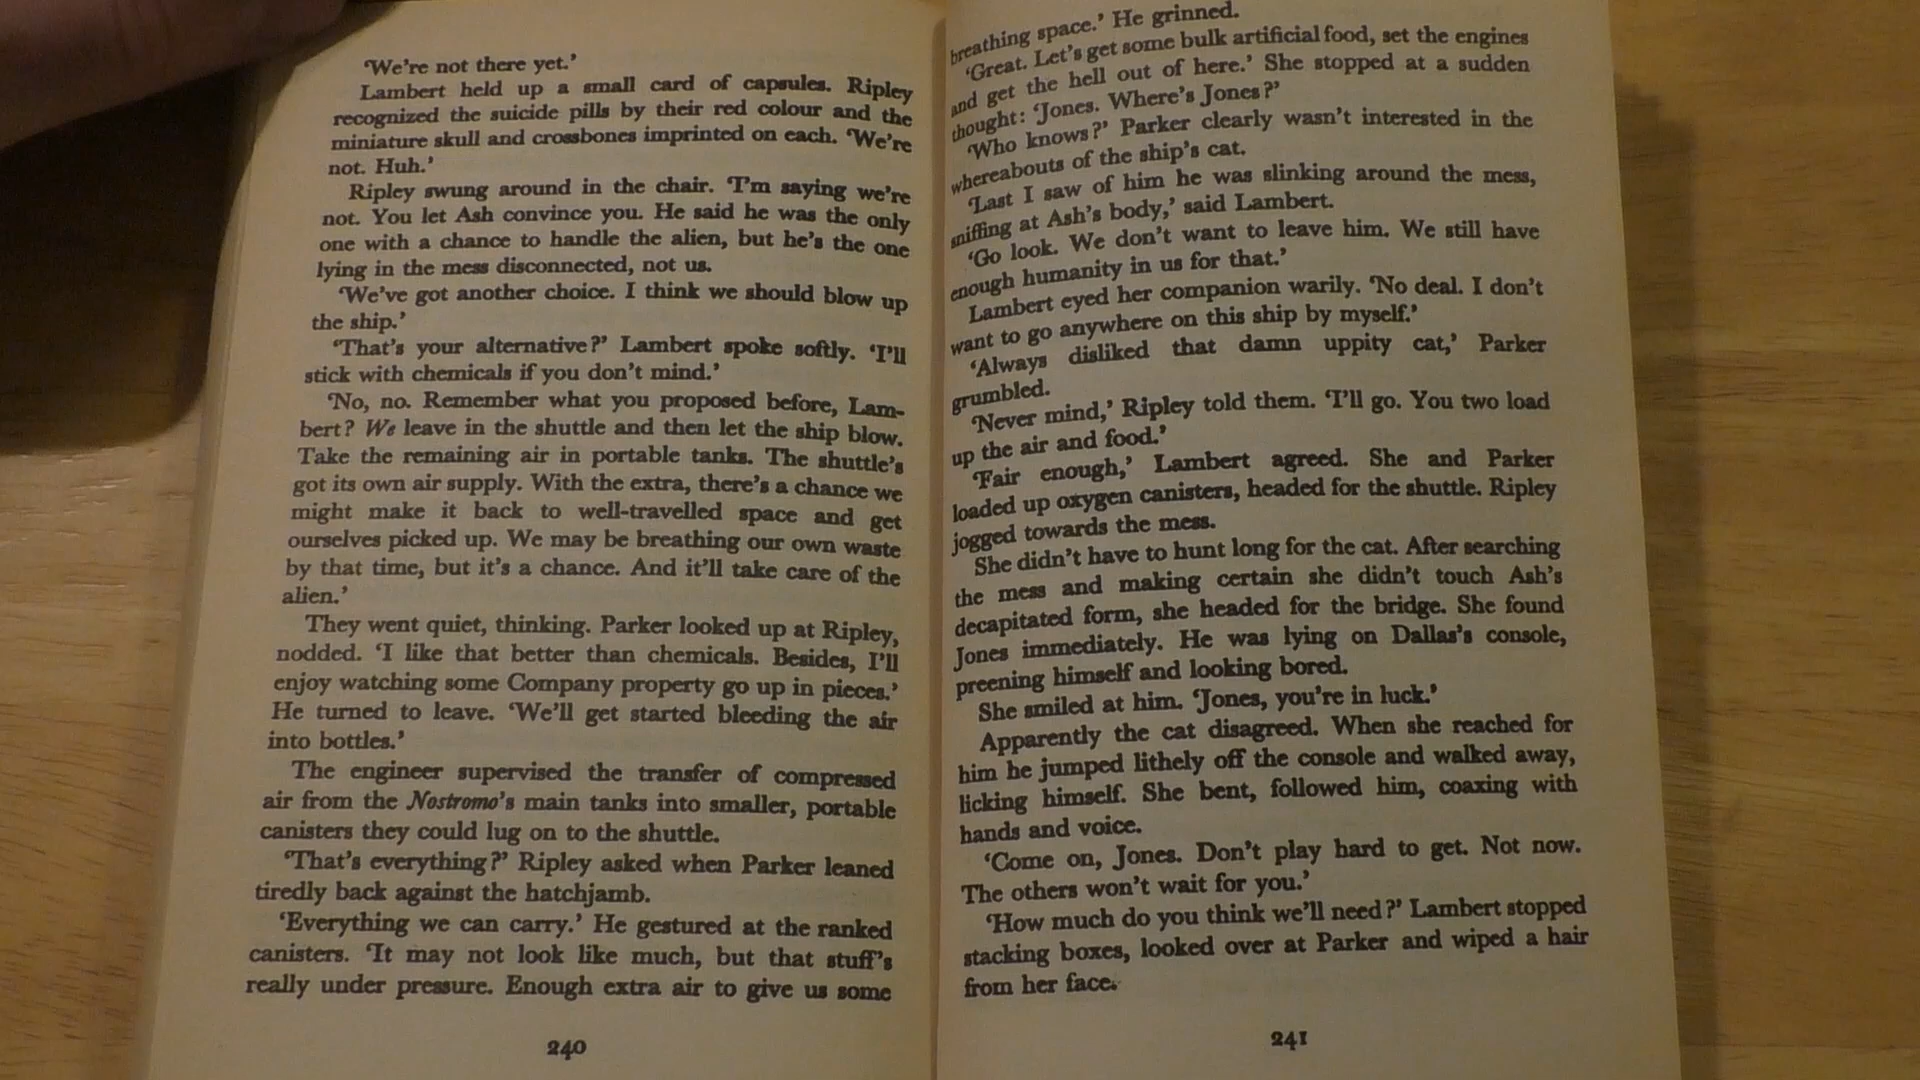 ‘We’re not there yet.’
Lambert held up a small card of capsules. Ripley
recognized the suicide pills by their red colour and the
miniature skull and crossbones imprinted on each. ‘We’re
not. Huh.’
Ripley swung around in the chair. ‘I’m saying we’re
not. You let Ash convince you. He said he was the only
one with a chance to handle the alien, but he’s the one
lying in the mess disconnected, not us.
‘We’ve got another choice. I think we should blow up
the ship.’
‘That’s your alternative?’ Lambert spoke softly. ‘I’ll
stick with chemicals if you don’t mind.’
‘No, no. Remember what you proposed before, Lam-
bert? We leave in the shuttle and then let the ship blow.
Take the remaining air in portable tanks. The shuttle’s
got its own air supply. With the extra, there’s a chance we
might make it back to well-travelled space and get
ourselves picked up. We may be breathing our own waste
by that time, but it’s a chance. And it’ll take care of the
alien.’
They went quiet, thinking. Parker looked up at Ripley,
nodded. ‘I like that better than chemicals. Besides, I’ll
enjoy watching some Company property go up in pieces.’
He turned to leave. ‘We’ll get started bleeding the air
into bottles.’
The engineer supervised the transfer of compressed
air from the Nostromo’s main tanks into smaller, portable
canisters they could lug on to the shuttle.
‘That’s everything?’ Ripley asked when Parker leaned
tiredly back against the hatchjamb.
‘Everything we can carry.’ He gestured at the ranked
canisters. ‘It may not look like much, but that stuff’s
really under pressure. Enough extra air to give us some
240
breathing space.’ He grinned.
‘Great. Let’s get some bulk artificial food, set the engines
and get the hell out of here.’ She stopped at a sudden
thought: ‘Jones. Where’s Jones?’
‘Who knows?’ Parker clearly wasn’t interested in the
whereabouts of the ship’s cat.
‘Last I saw of him he was slinking around the mess,
sniffing at Ash’s body,’ said Lambert.
‘Go look. We don’t want to leave him. We still have
enough humanity in us for that.’
Lambert eyed her companion warily. ‘No deal. I don’t
want to go anywhere on this ship by myself.’
‘Always disliked that damn uppity cat,’ Parker
grumbled.
‘Never mind,’ Ripley told them. ‘I’ll go. You two load
up the air and food.’
‘Fair enough,’ Lambert agreed. She and Parker
loaded up oxygen canisters, headed for the shuttle. Ripley
jogged towards the mess.
She didn’t have to hunt long for the cat. After searching
the mess and making certain she didn’t touch Ash’s
decapitated form, she headed for the bridge. She found
Jones immediately. He was lying on Dallas’s console,
preening himself and looking bored.
She smiled at him. ‘Jones, you’re in luck.’
Apparently the cat disagreed. When she reached for
him he jumped lithely off the console and walked away,
licking himself. She bent, followed him, coaxing with
hands and voice.
‘Come on, Jones. Don’t play hard to get. Not now.
The others won’t wait for you.’
‘How much do you think we’ll need?’ Lambert stopped
stacking boxes, looked over at Parker and wiped a hair
from her face.
241